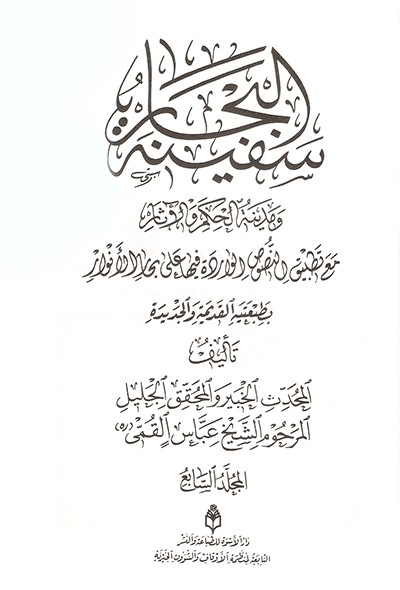 سفينة البحار
و مدينة الحكم والآثار
مع تطبيق النصوص الواردة فيها على بحار الأنوار
بطبعتيه القديمة والجديدة
تأليف
المحدث الخبير والمحقق الجليل
المرحوم الشيخ عباس القمي (ره)
المجلد السابع
دار الأسوة للطباعة والنشر
التابعة لمنظمة الأوقاف والشؤون الخيرية